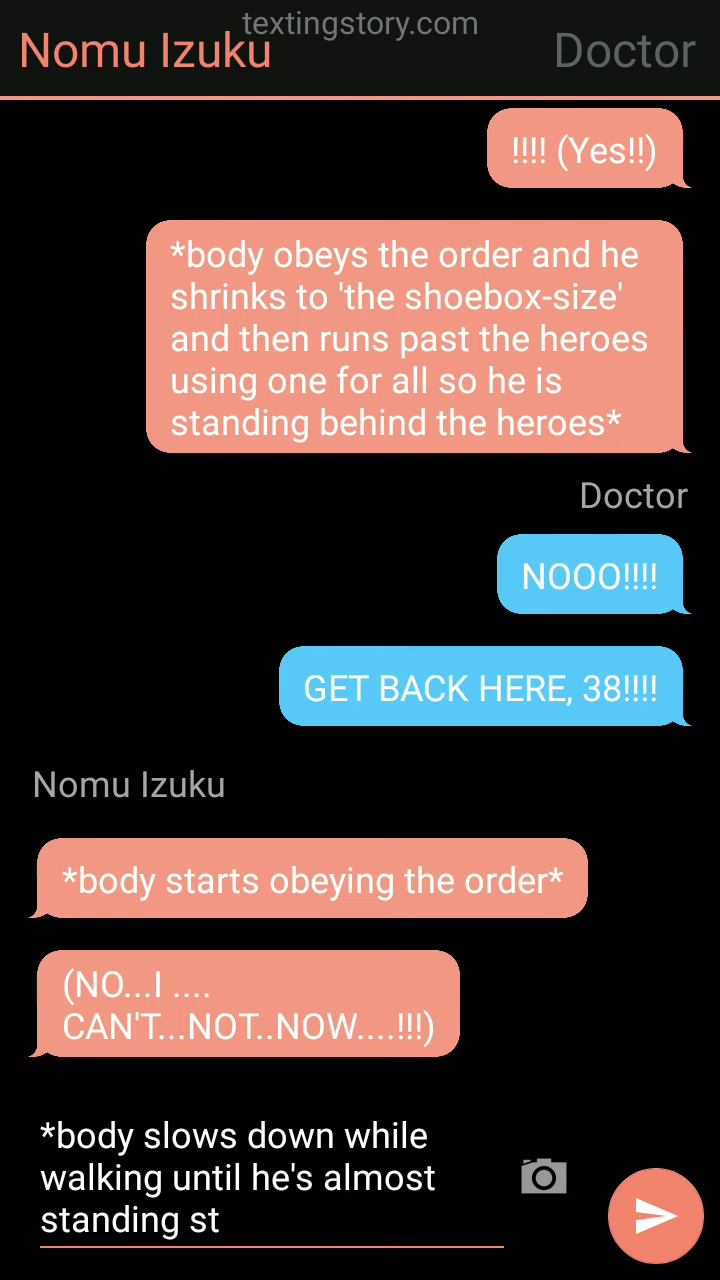 textingstory.com
Nomu Izuku
Doctor
!!!! (Yes!!)
*body obeys the order and he
shrinks to 'the shoebox-size'
and then runs past the heroes
using one for all so he is
standing behind the heroes*
Doctor
NOOO!!!!
GET BACK HERE, 38!!!!
Nomu Izuku
*body starts obeying the order*
(NO...I ....
CAN'T...NOT..NOW....!!!)
*body slows down while
walking until he's almost
standing st